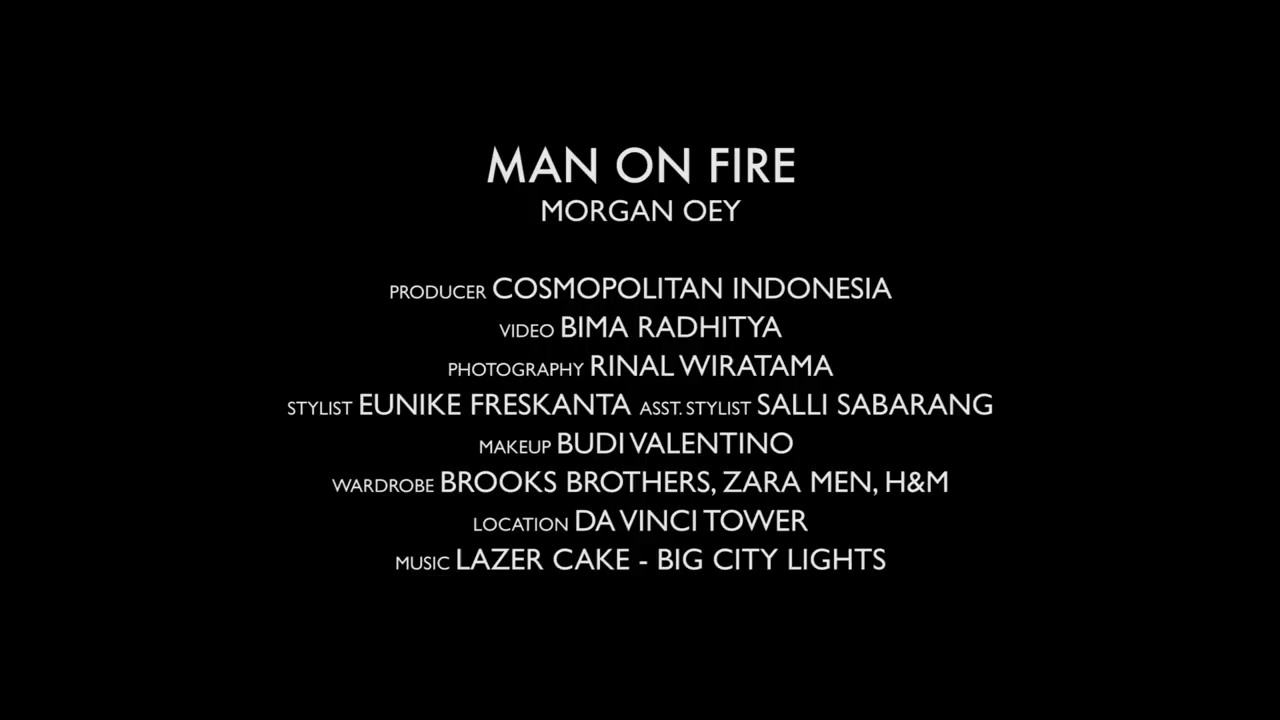 MAN ON FIRE
MORGAN OEY
PRODUCER COSMOPOLITAN INDONESIA
VIDEO BIMA RADHITYA
PHOTOGRAPHY RINAL WIRATAMA
STYLIST EUNIKE FRESKANTA ASST. STYLIST SALLI SABARANG
MAKEUP BUDI VALENTINO
WARDROBE BROOKS BROTHERS, ZARA MEN, H&M
LOCATION DA VINCI TOWER
MUSIC LAZER CAKE - BIG CITY LIGHTS